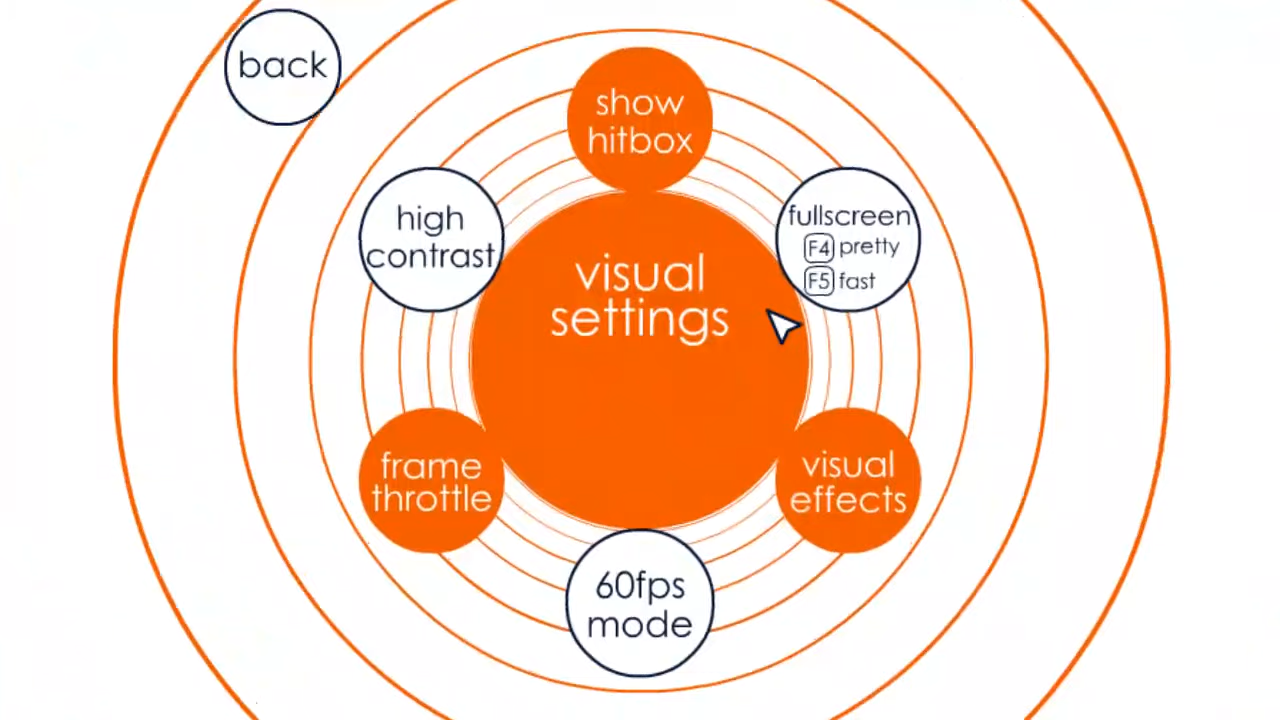 back
show
hitbox
high
contrast
fullscreen
F4 pretty
F5 fast
visual
settings
frame
throttle
visual
effects
60fps
mode